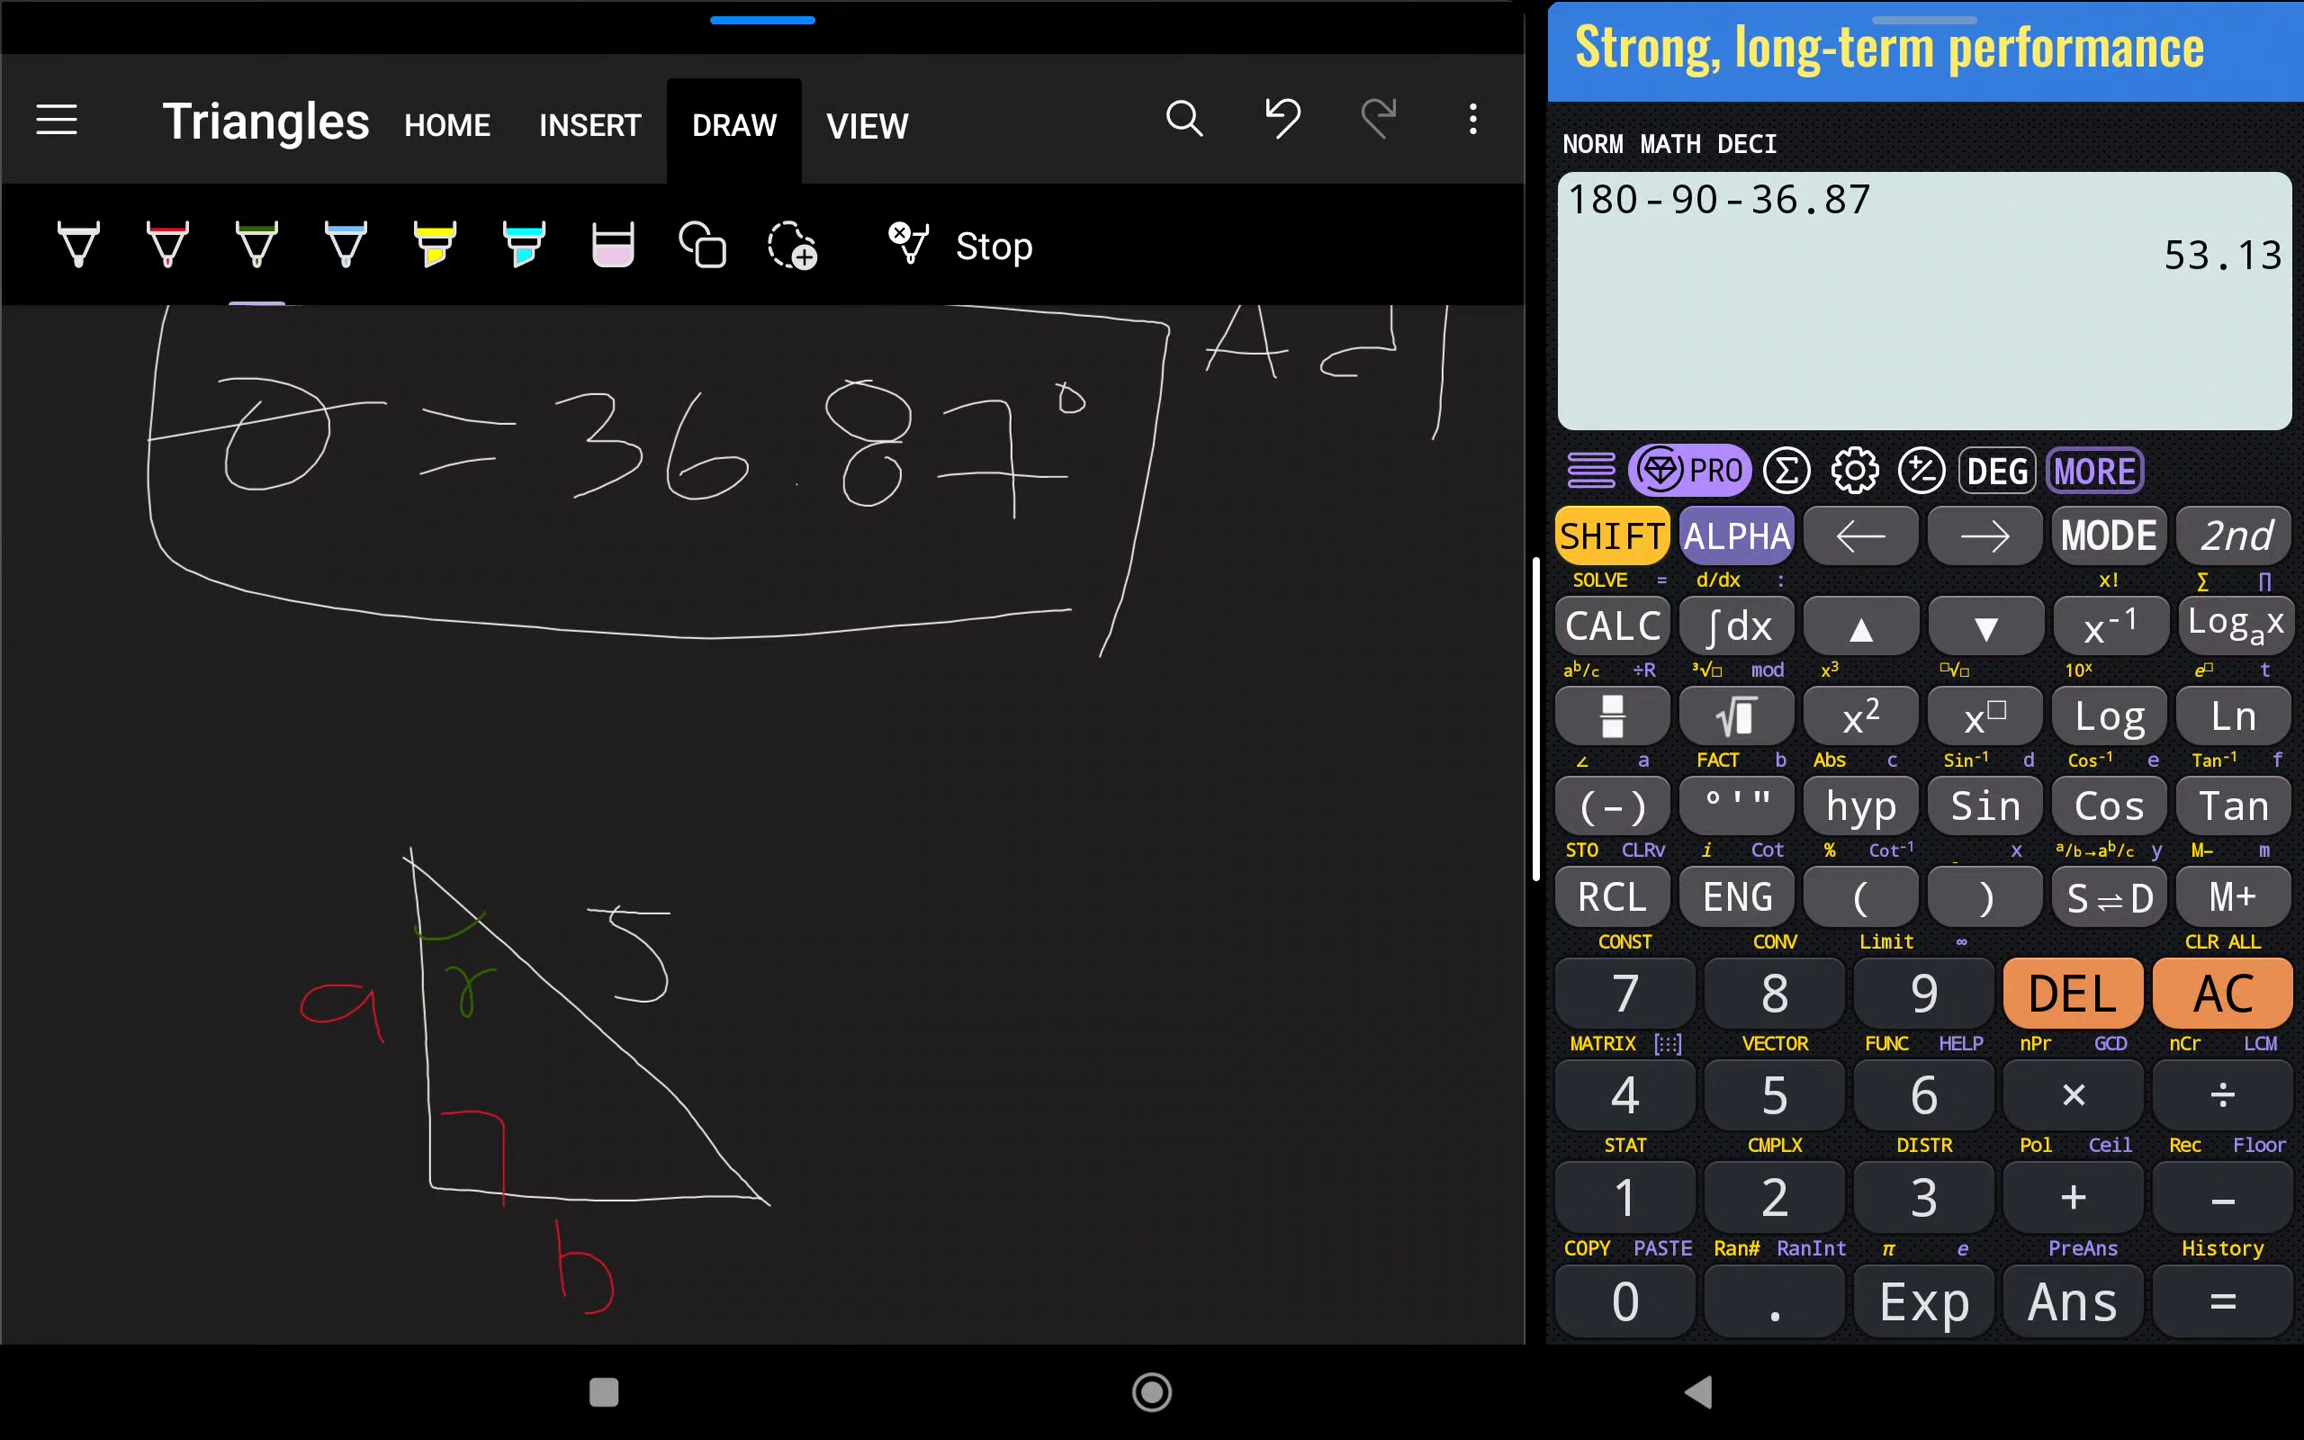 Triangles HOME INSERT DRAW VIEW
Stop
θ = 36.87°
Adj
5
a
γ
b
Strong, long-term performance
NORM MATH DECI
180-90-36.87
53.13
PRO Σ DEG MORE
SHIFT ALPHA ← → MODE 2nd
SOLVE = d/dx : x! Σ Π
CALC ∫dx ▲ ▼ x⁻¹ Logₐx
aᵇ/c ÷R ³√□ mod x³ □√□ 10ˣ e□ t
√ x² x□ Log Ln
∠ a FACT b Abs c Sin⁻¹ d Cos⁻¹ e Tan⁻¹ f
(-) °'" hyp Sin Cos Tan
STO CLRv i Cot % Cot⁻¹ x a/b→aᵇ/c y M- m
RCL ENG ( ) S⇌D M+
CONST CONV Limit ∞ CLR ALL
7 8 9 DEL AC
MATRIX [:::] VECTOR FUNC HELP nPr GCD nCr LCM
4 5 6 × ÷
STAT CMPLX DISTR Pol Ceil Rec Floor
1 2 3 + −
COPY PASTE Ran# RanInt π e PreAns History
0 . Exp Ans =